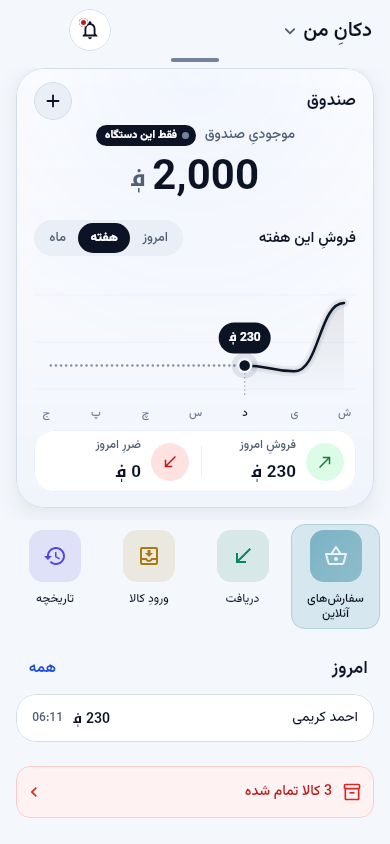 دکانِ من
صندوق
موجودیِ صندوق
فقط این دستگاه
2,000 ؋
فروشِ این هفته
امروز هفته ماه
230 ؋
ش ی د س چ پ ج
فروشِ امروز
230 ؋
ضررِ امروز
0 ؋
سفارش‌های آنلاین
دریافت
ورودِ کالا
تاریخچه
امروز
همه
احمد کریمی
230 ؋
06:11
3 کالا تمام شده